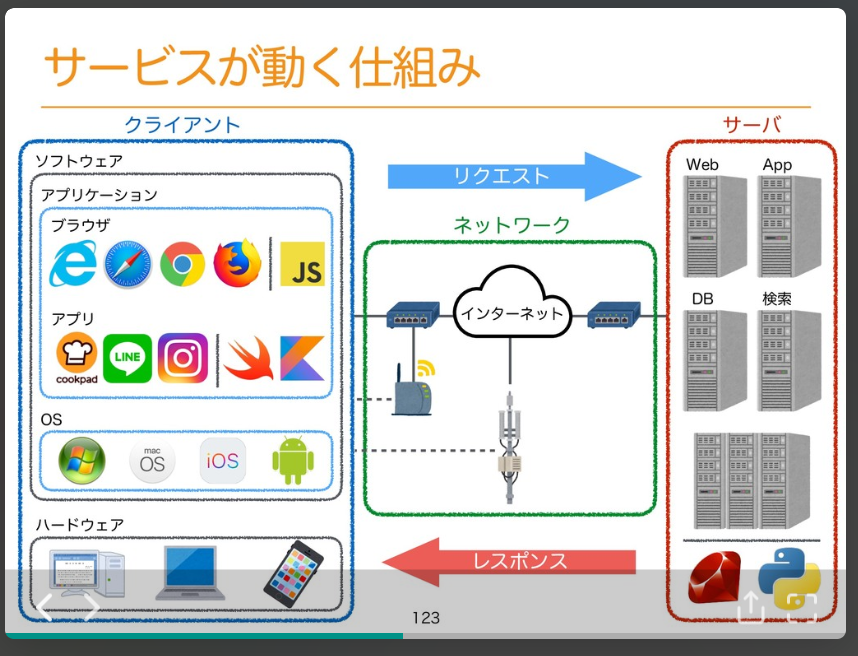 サービスが動く仕組み
クライアント
ソフトウェア
アプリケーション
ブラウザ
JS
アプリ
cookpad
LINE
OS
mac
OS
iOS
ハードウェア
リクエスト
ネットワーク
インターネット
レスポンス
サーバ
Web
App
DB
検索
123